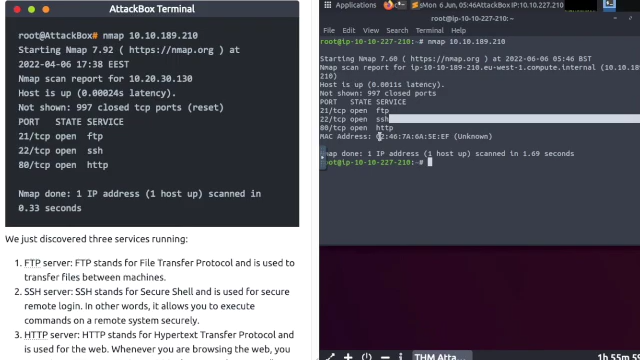 AttackBox Terminal
root@AttackBox# nmap 10.10.189.210
Starting Nmap 7.92 ( https://nmap.org ) at
2022-04-06 17:38 EEST
Nmap scan report for 10.20.30.130
Host is up (0.00024s latency).
Not shown: 997 closed tcp ports (reset)
PORT STATE SERVICE
21/tcp open ftp
22/tcp open ssh
80/tcp open http
Nmap done: 1 IP address (1 host up) scanned in
0.33 seconds
We just discovered three services running:
1. FTP server: FTP stands for File Transfer Protocol and is used to
transfer files between machines.
2. SSH server: SSH stands for Secure Shell and is used for secure
remote login. In other words, it allows you to execute
commands on a remote system securely.
3. HTTP server: HTTP stands for Hypertext Transfer Protocol and
is used for the web. Whenever you are browsing the web, you
Applications
Mon 6 Jun, 05:46
AttackBox IP:10.10.227.210
root@ip-10-10-227-210:~
File Edit View Search Terminal Help
root@ip-10-10-227-210:~# nmap 10.10.189.210
Starting Nmap 7.60 ( https://nmap.org ) at 2022-06-06 05:46 BST
Nmap scan report for ip-10-10-189-210.eu-west-1.compute.internal (10.10.189.
210)
Host is up (0.0011s latency).
Not shown: 997 closed ports
PORT STATE SERVICE
21/tcp open ftp
22/tcp open ssh
80/tcp open http
MAC Address: 02:46:7A:6A:5E:EF (Unknown)
Nmap done: 1 IP address (1 host up) scanned in 1.69 seconds
root@ip-10-10-227-210:~#
THM Atta...
1h 55m